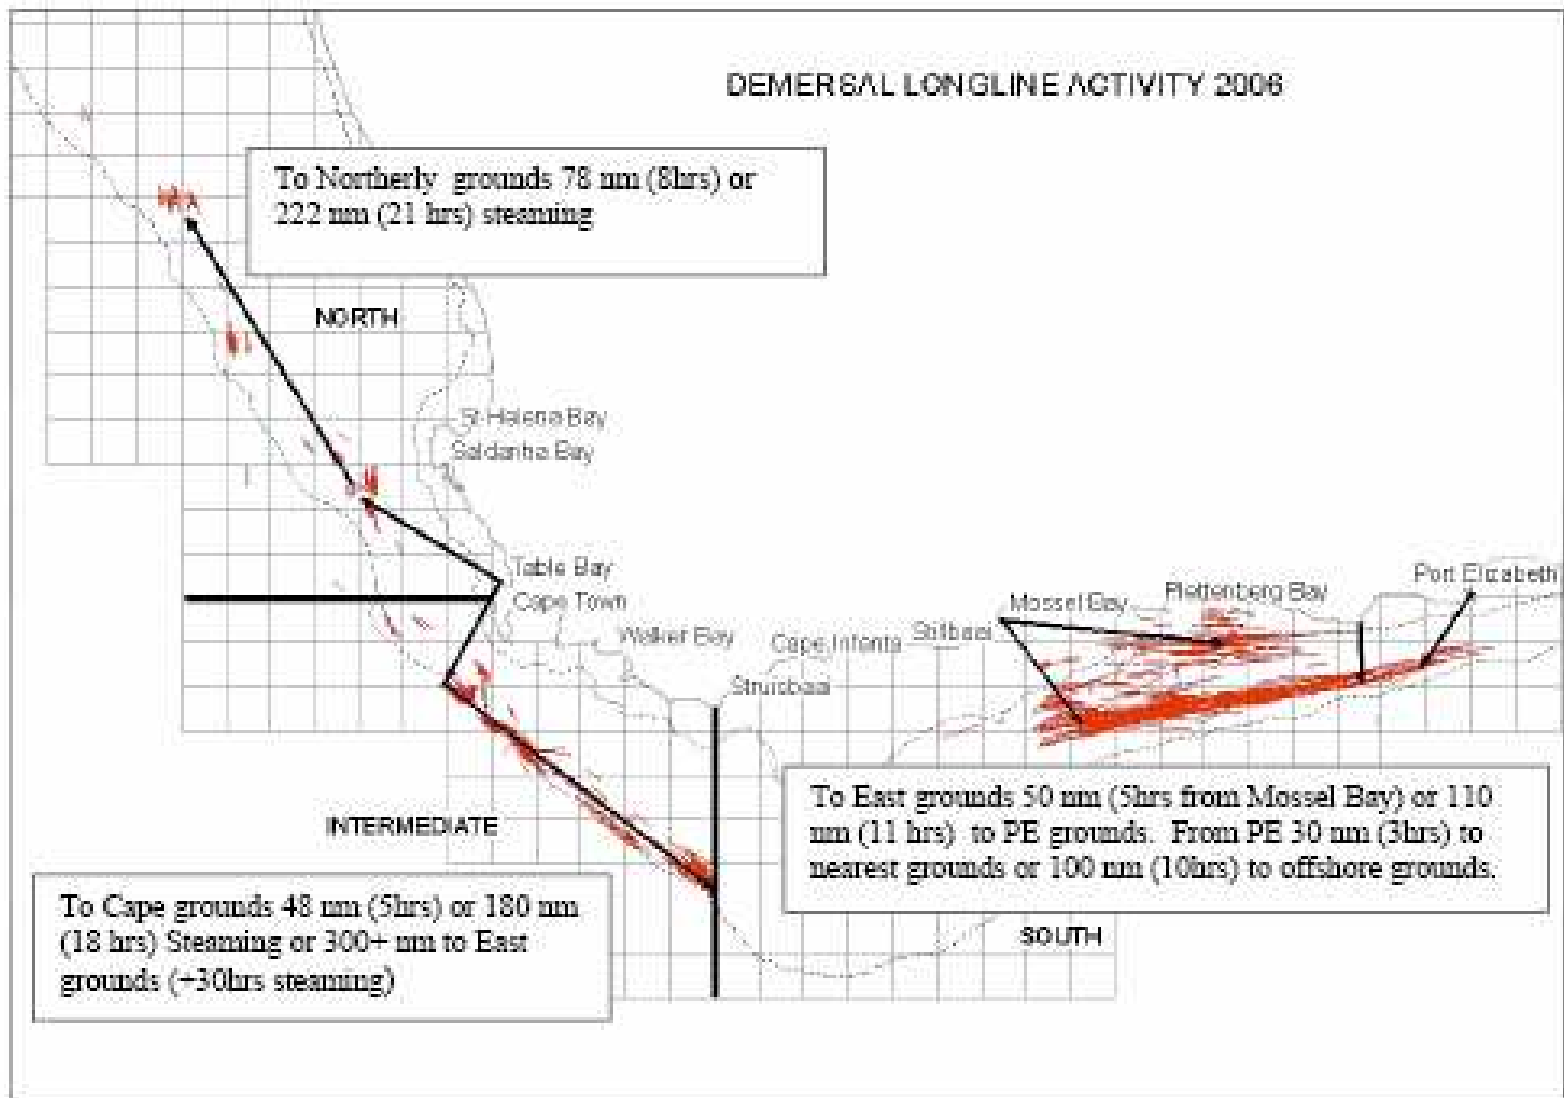 DEMERSAL LONGLINE ACTIVITY 2006
To Northerly grounds 78 nm (8hrs) or
222 nm (21 hrs) steaming
NORTH
St Helena Bay
Saldanha Bay
Table Bay
Cape Town
Walker Bay
Cape Infanta
Stilbaai
Struisbaai
Mossel Bay
Plettenberg Bay
Port Elizabeth
INTERMEDIATE
To East grounds 50 nm (5hrs from Mossel Bay) or 110
nm (11 hrs) to PE grounds. From PE 30 nm (3hrs) to
nearest grounds or 100 nm (10hrs) to offshore grounds.
To Cape grounds 48 nm (5hrs) or 180 nm
(18 hrs) Steaming or 300+ nm to East
grounds (+30hrs steaming)
SOUTH